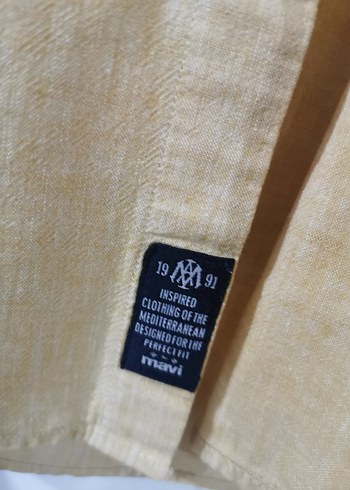 19 91
INSPIRED
CLOTHING OF THE
MEDITERRANEAN
DESIGNED FOR THE
PERFECT FIT
mavi